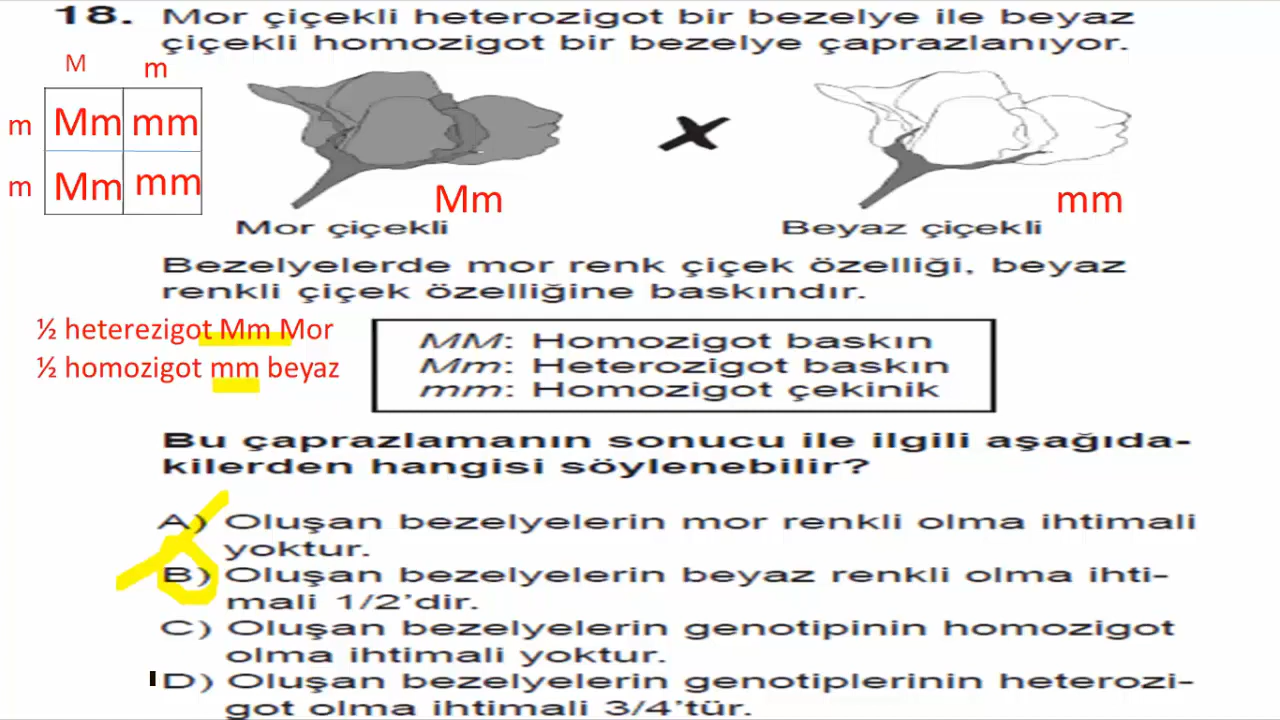 18. Mor çiçekli heterozigot bir bezelye ile beyaz
çiçekli homozigot bir bezelye çaprazlanıyor.
M m
m Mm mm
m Mm mm
Mm
mm
Mor çiçekli
Beyaz çiçekli
Bezelyelerde mor renk çiçek özelliği, beyaz
renkli çiçek özelliğine baskındır.
½ heterezigot Mm Mor
½ homozigot mm beyaz
MM: Homozigot baskın
Mm: Heterozigot baskın
mm: Homozigot çekinik
Bu çaprazlamanın sonucu ile ilgili aşağıda-
kilerden hangisi söylenebilir?
A) Oluşan bezelyelerin mor renkli olma ihtimali
yoktur.
B) Oluşan bezelyelerin beyaz renkli olma ihti-
mali 1/2'dir.
C) Oluşan bezelyelerin genotipinin homozigot
olma ihtimali yoktur.
D) Oluşan bezelyelerin genotiplerinin heterozi-
got olma ihtimali 3/4'tür.